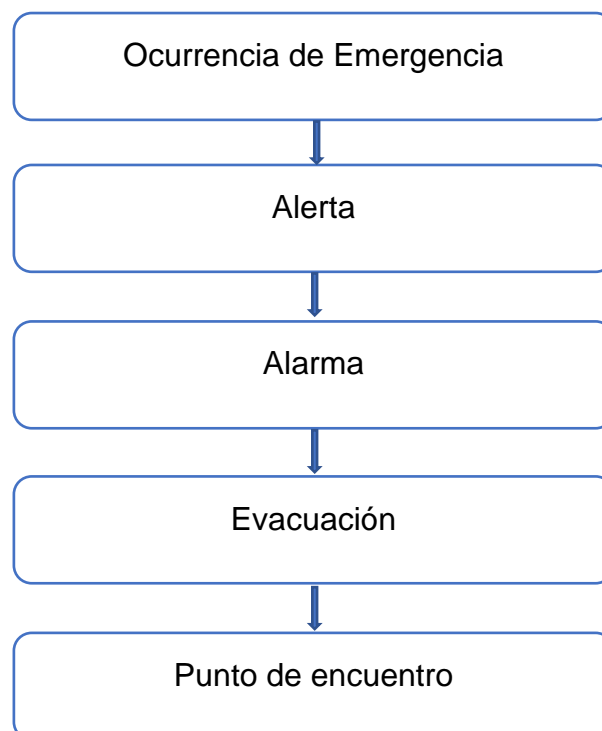 Ocurrencia de Emergencia
Alerta
Alarma
Evacuación
Punto de encuentro